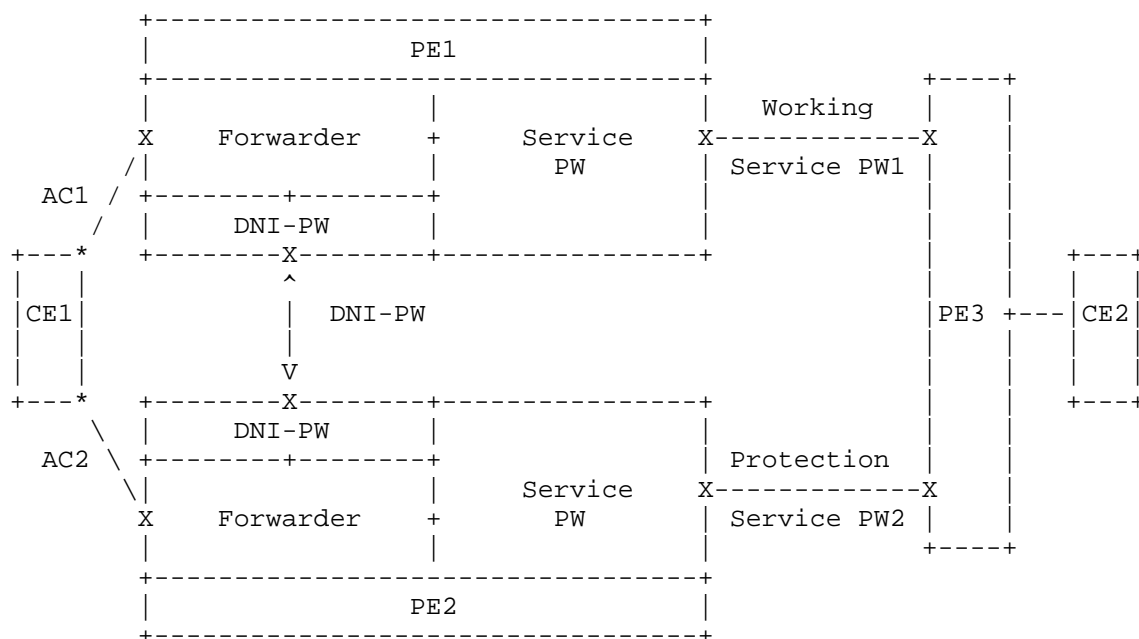 PE1
Working
Forwarder Service
PW Service PW1
AC1
DNI-PW
CE1 DNI-PW PE3 CE2
DNI-PW
AC2 Protection
Service
Forwarder PW Service PW2
PE2